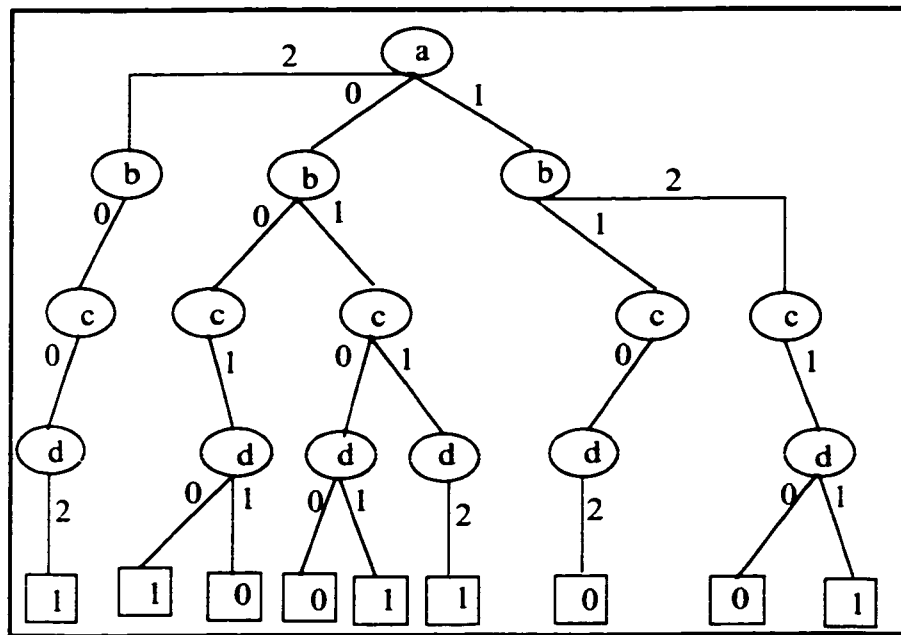 a
2 0 1
b b b
0 0 1 1 2
c c c c c
0 1 0 1 0 1
d d d d d d
2 0 1 0 1 2 2 0 1
1 1 0 0 1 1 0 0 1